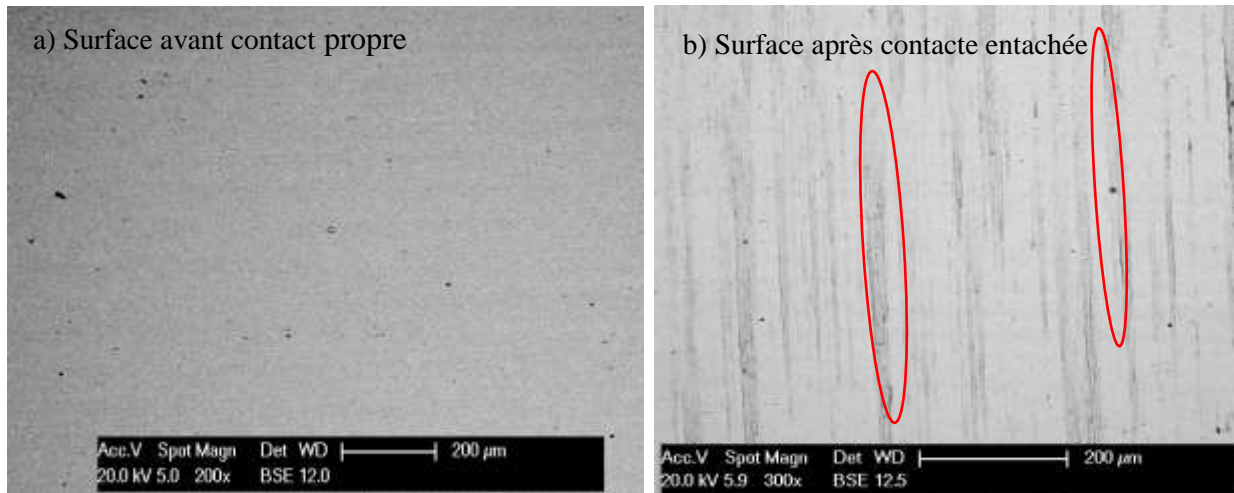 a) Surface avant contact propre
b) Surface après contacte entachée
Acc.V Spot Magn Det WD 200 µm
20.0 kV 5.0 200x BSE 12.0
Acc.V Spot Magn Det WD 200 µm
20.0 kV 5.9 300x BSE 12.5